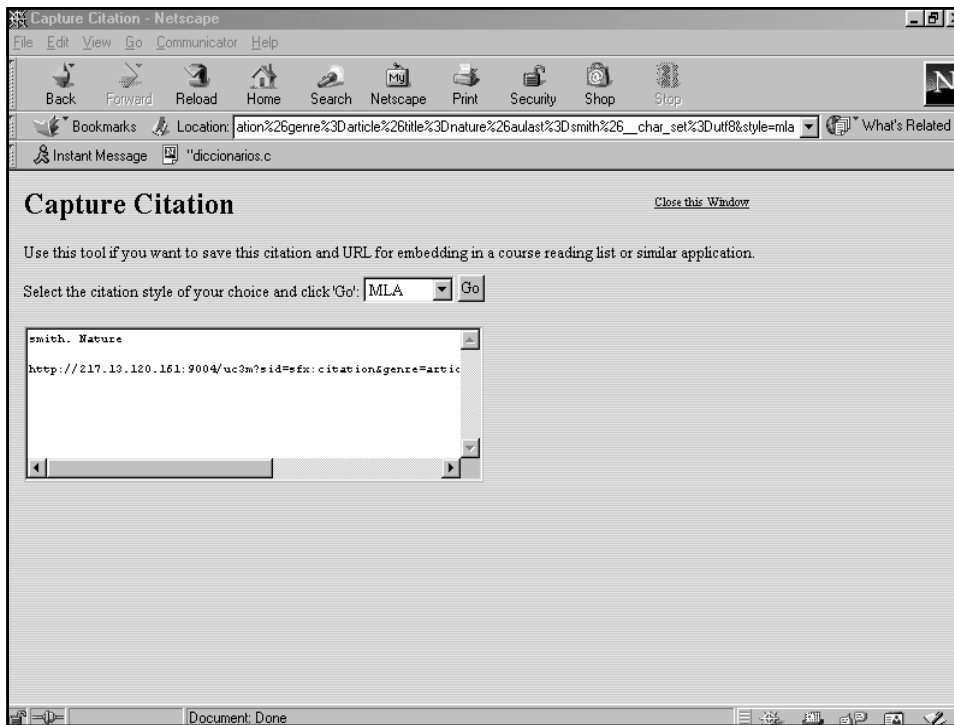 Capture Citation - Netscape
File Edit View Go Communicator Help
Back Forward Reload Home Search Netscape Print Security Shop Stop
My
N
Bookmarks Location: ation%26genre%3Darticle%26title%3Dnature%26aulast%3Dsmith%26__char_set%3Dutf8&style=mla What's Related
Instant Message "diccionarios.c
Capture Citation
Close this Window
Use this tool if you want to save this citation and URL for embedding in a course reading list or similar application.
Select the citation style of your choice and click 'Go': MLA Go
smith. Nature
http://217.13.120.161:9004/uc3m?sid=sfx:citation&genre=artic
Document: Done